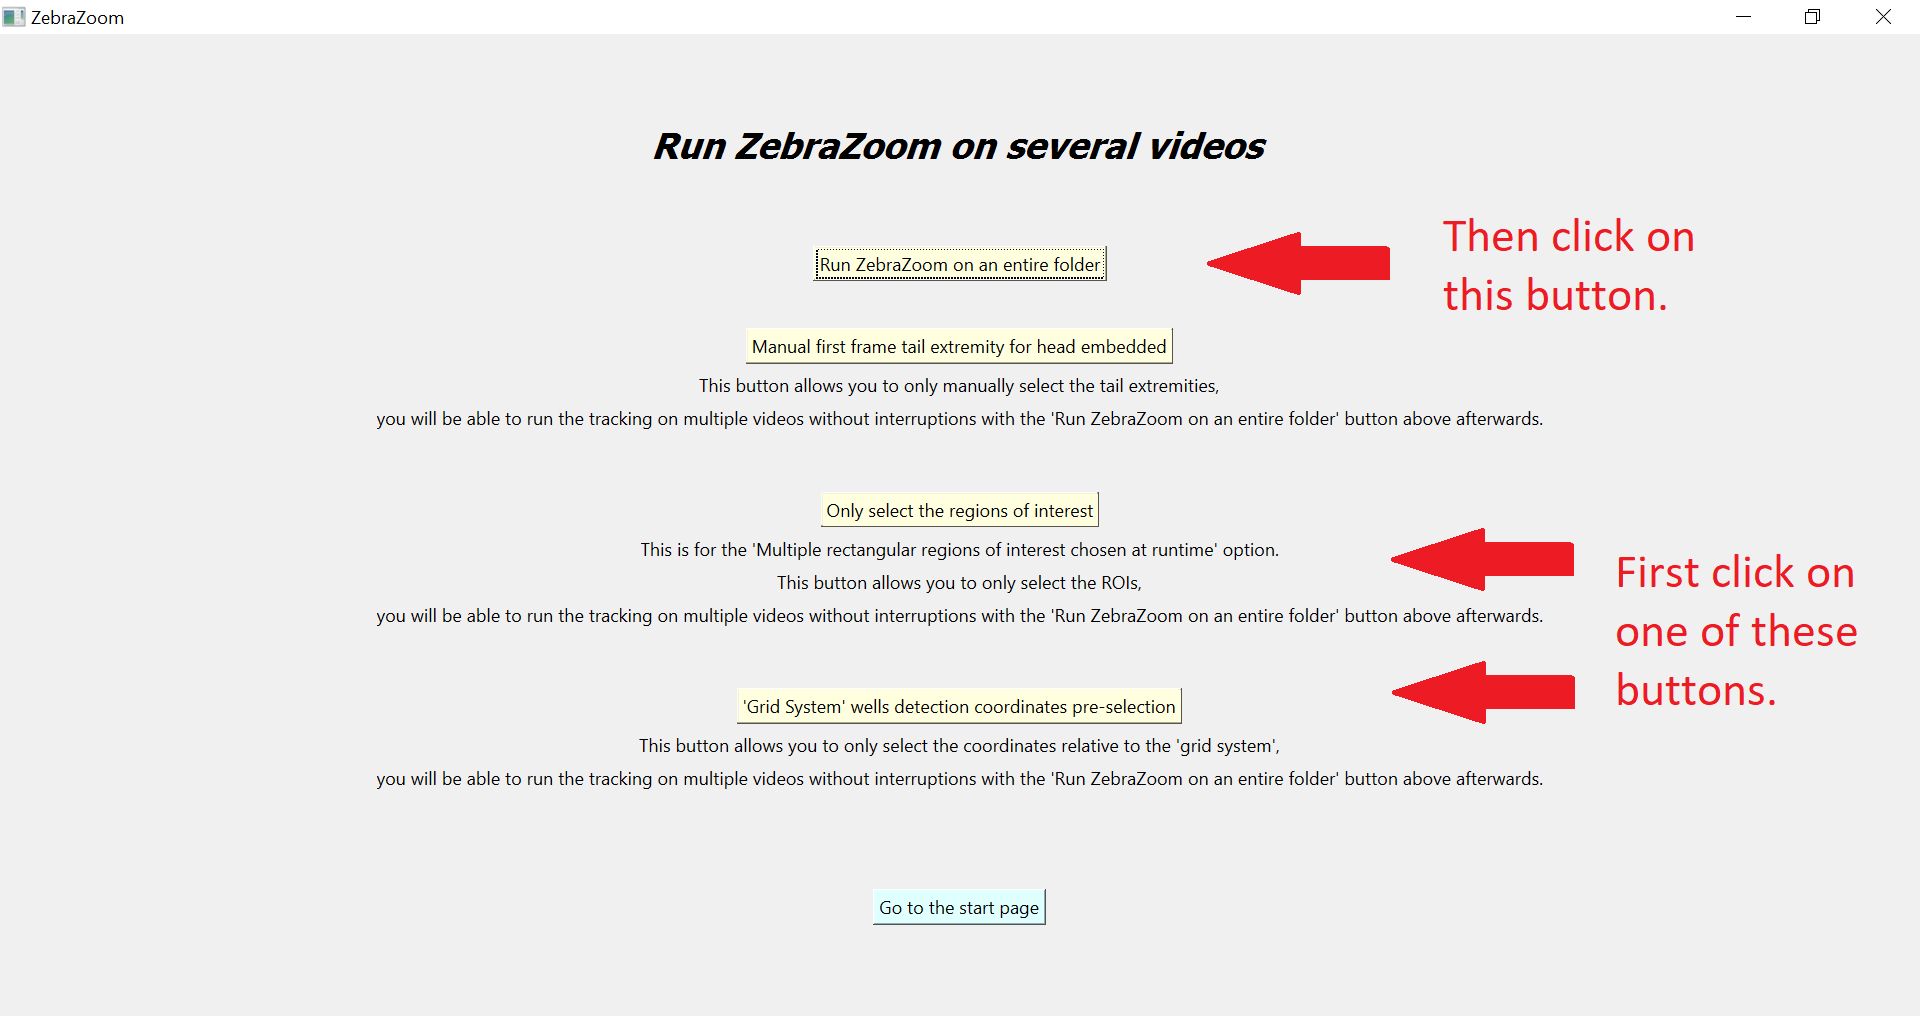 ZebraZoom
Run ZebraZoom on several videos
Run ZebraZoom on an entire folder
Then click on
this button.
Manual first frame tail extremity for head embedded
This button allows you to only manually select the tail extremities,
you will be able to run the tracking on multiple videos without interruptions with the 'Run ZebraZoom on an entire folder' button above afterwards.
Only select the regions of interest
This is for the 'Multiple rectangular regions of interest chosen at runtime' option.
This button allows you to only select the ROIs,
you will be able to run the tracking on multiple videos without interruptions with the 'Run ZebraZoom on an entire folder' button above afterwards.
First click on
one of these
buttons.
'Grid System' wells detection coordinates pre-selection
This button allows you to only select the coordinates relative to the 'grid system',
you will be able to run the tracking on multiple videos without interruptions with the 'Run ZebraZoom on an entire folder' button above afterwards.
Go to the start page